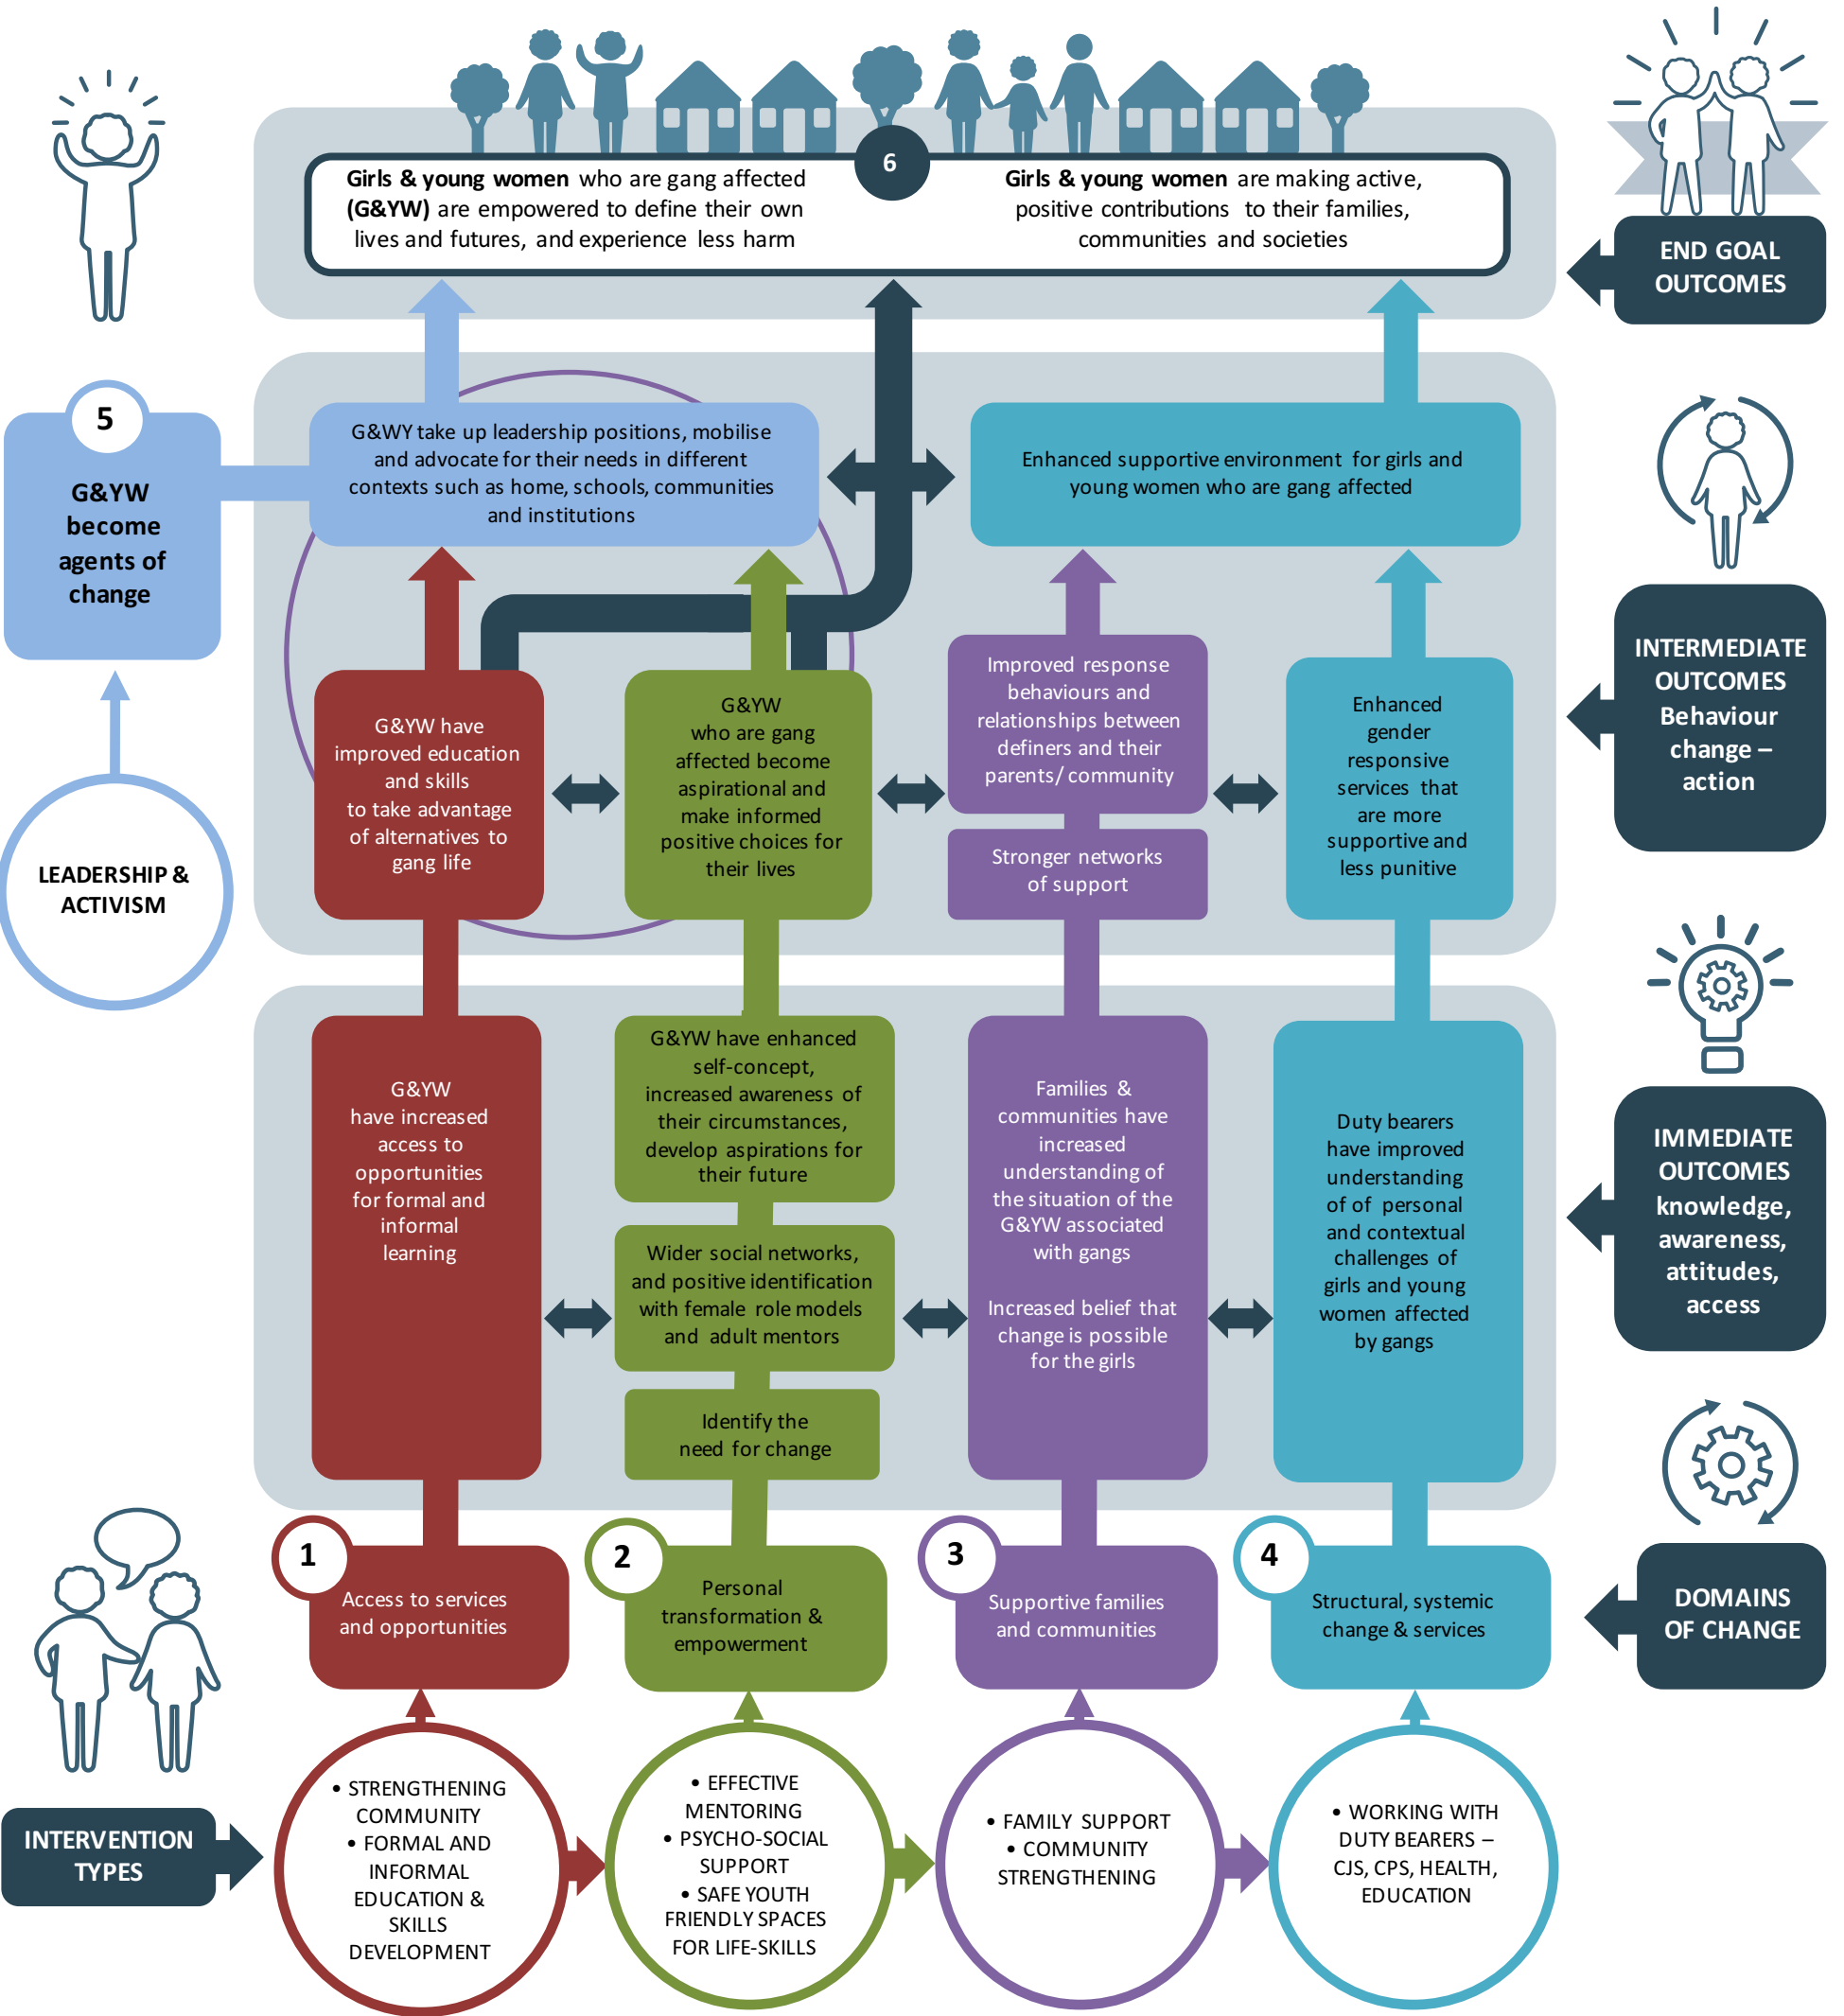 6
Girls & young women who are gang affected
(G&YW) are empowered to define their own
lives and futures, and experience less harm
Girls & young women are making active,
positive contributions to their families,
communities and societies
END GOAL
OUTCOMES
5
G&YW
become
agents of
change
G&WY take up leadership positions, mobilise
and advocate for their needs in different
contexts such as home, schools, communities
and institutions
Enhanced supportive environment for girls and
young women who are gang affected
LEADERSHIP &
ACTIVISM
G&YW have
improved education
and skills
to take advantage
of alternatives to
gang life
G&YW
who are gang
affected become
aspirational and
make informed
positive choices for
their lives
Improved response
behaviours and
relationships between
definers and their
parents/ community
Stronger networks
of support
Enhanced
gender
responsive
services that
are more
supportive and
less punitive
INTERMEDIATE
OUTCOMES
Behaviour
change –
action
G&YW
have increased
access to
opportunities
for formal and
informal
learning
G&YW have enhanced
self-concept,
increased awareness of
their circumstances,
develop aspirations for
their future
Wider social networks,
and positive identification
with female role models
and adult mentors
Identify the
need for change
Families &
communities have
increased
understanding of
the situation of the
G&YW associated
with gangs
Increased belief that
change is possible
for the girls
Duty bearers
have improved
understanding
of of personal
and contextual
challenges of
girls and young
women affected
by gangs
IMMEDIATE
OUTCOMES
knowledge,
awareness,
attitudes,
access
1
Access to services
and opportunities
2
Personal
transformation &
empowerment
3
Supportive families
and communities
4
Structural, systemic
change & services
DOMAINS
OF CHANGE
INTERVENTION
TYPES
• STRENGTHENING
COMMUNITY
• FORMAL AND
INFORMAL
EDUCATION &
SKILLS
DEVELOPMENT
• EFFECTIVE
MENTORING
• PSYCHO-SOCIAL
SUPPORT
• SAFE YOUTH
FRIENDLY SPACES
FOR LIFE-SKILLS
• FAMILY SUPPORT
• COMMUNITY
STRENGTHENING
• WORKING WITH
DUTY BEARERS –
CJS, CPS, HEALTH,
EDUCATION